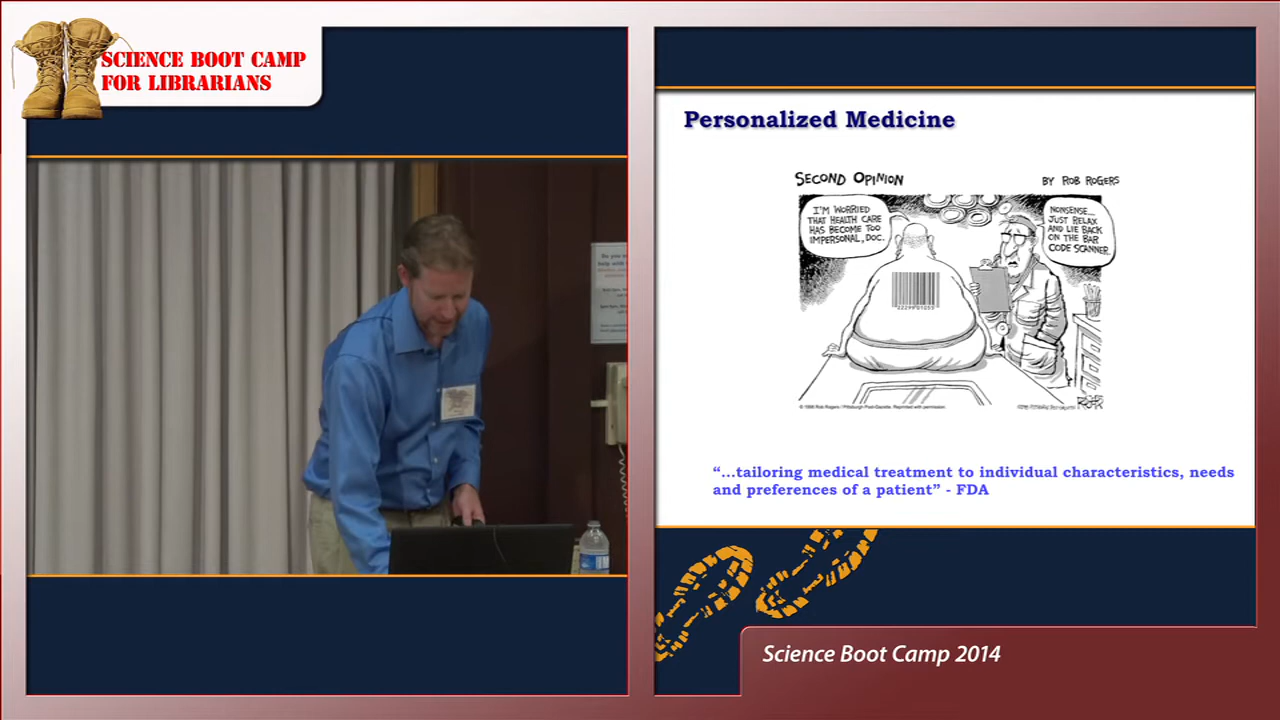 SCIENCE BOOT CAMP
FOR LIBRARIANS
Personalized Medicine
SECOND OPINION
BY ROB ROGERS
I'M WORRIED
THAT HEALTH CARE
HAS BECOME TOO
IMPERSONAL, DOC.
NONSENSE...
JUST RELAX
AND LIE BACK
ON THE BAR
CODE SCANNER.
“...tailoring medical treatment to individual characteristics, needs
and preferences of a patient” - FDA
Science Boot Camp 2014